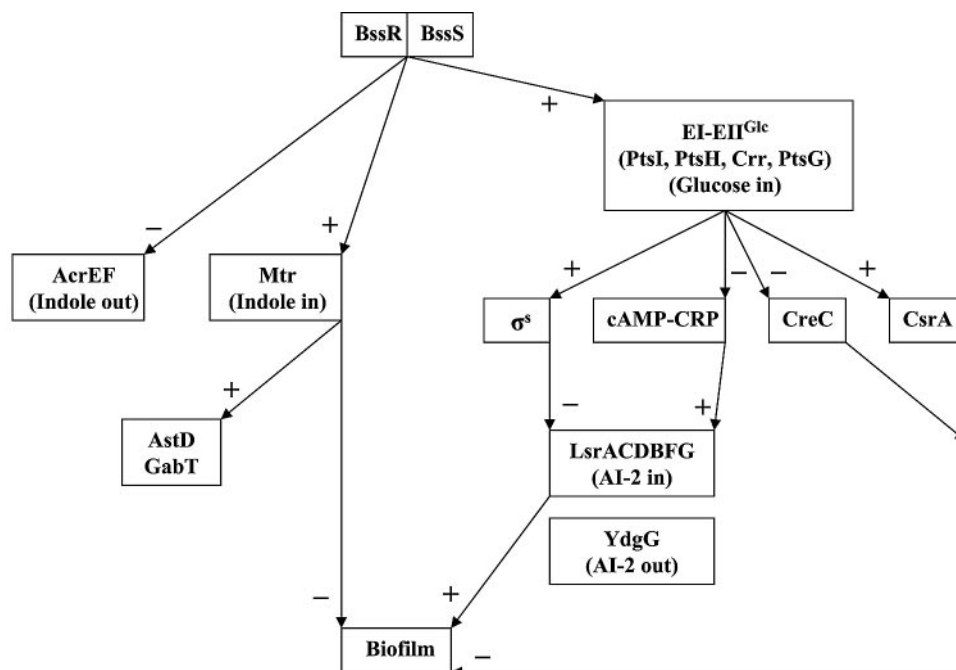 BssR BssS
+
EI-EII^Glc
(PtsI, PtsH, Crr, PtsG)
(Glucose in)
− +
AcrEF
(Indole out)
Mtr
(Indole in)
+ − − +
σ^s
cAMP-CRP
CreC
CsrA
+
− +
AstD
GabT
LsrACDBFG
(AI-2 in)
YdgG
(AI-2 out)
− +
Biofilm
−